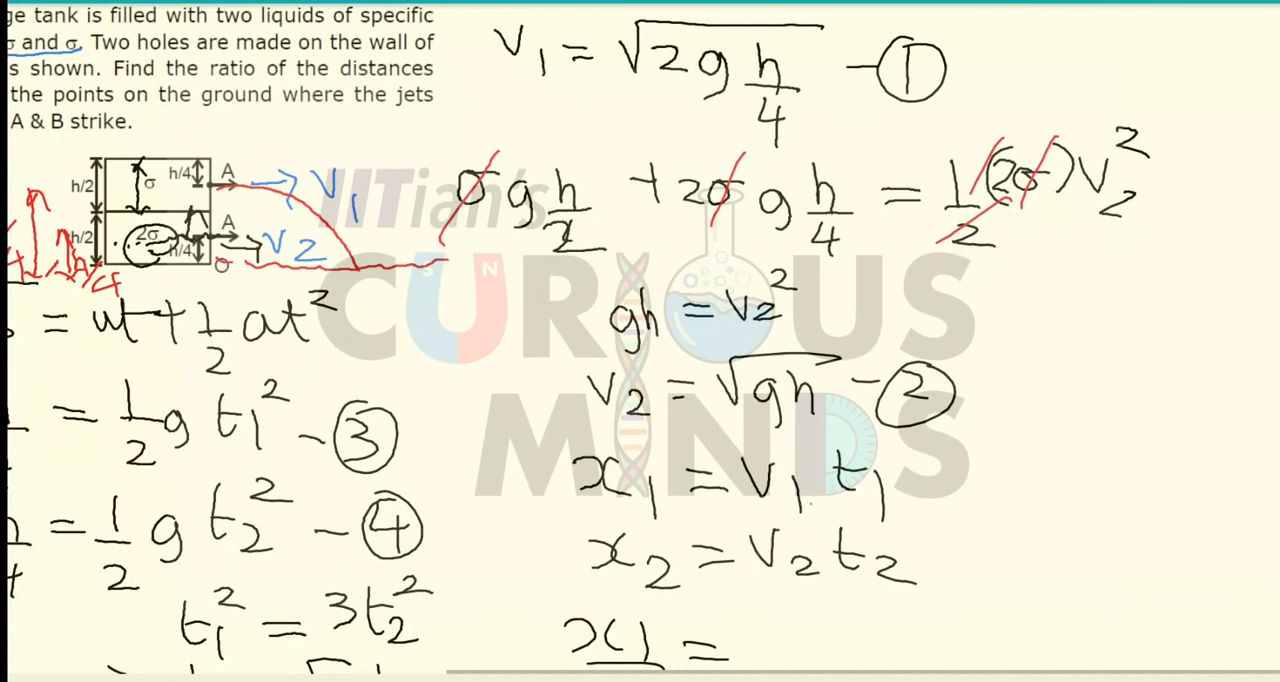 ge tank is filled with two liquids of specific
σ and σ. Two holes are made on the wall of
s shown. Find the ratio of the distances
the points on the ground where the jets
A & B strike.
h/2 σ h/4 A V1
h/2 2σ h/4 A V2
h h/4
= ut + 1/2 at²
= 1/2 g t1² - ③
= 1/2 g t2² - ④
t1² = 3t2²
V1 = √2g h/4 - ①
σ g h/2 + 2σ g h/4 = 1/2 (2σ) V2²
gh = V2²
V2 = √gh - ②
x1 = V1 t1
x2 = V2 t2
x1 =
IITian's
CURIOUS
S N
MINDS